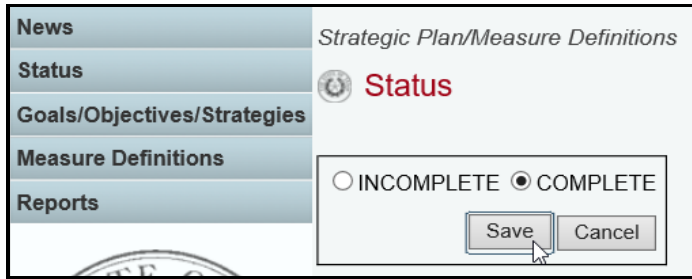 News
Status
Goals/Objectives/Strategies
Measure Definitions
Reports
Strategic Plan/Measure Definitions
Status
INCOMPLETE COMPLETE
Save Cancel